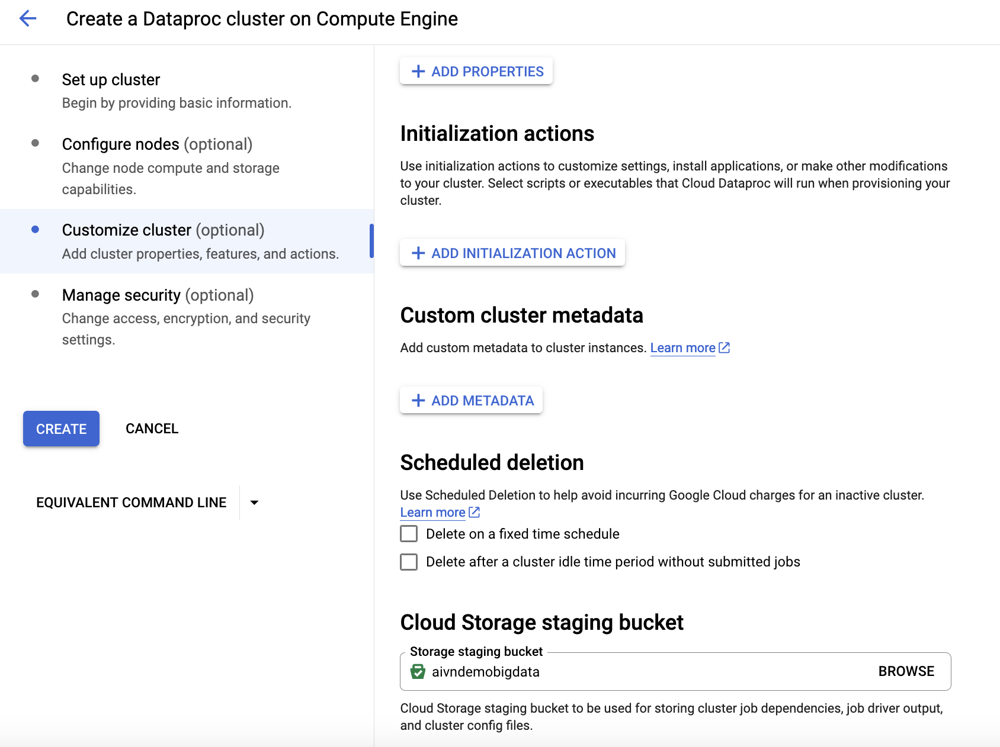 Create a Dataproc cluster on Compute Engine
Set up cluster
Begin by providing basic information.
Configure nodes (optional)
Change node compute and storage
capabilities.
Customize cluster (optional)
Add cluster properties, features, and actions.
Manage security (optional)
Change access, encryption, and security
settings.
CREATE
CANCEL
EQUIVALENT COMMAND LINE
ADD PROPERTIES
Initialization actions
Use initialization actions to customize settings, install applications, or make other modifications
to your cluster. Select scripts or executables that Cloud Dataproc will run when provisioning your
cluster.
ADD INITIALIZATION ACTION
Custom cluster metadata
Add custom metadata to cluster instances. Learn more
ADD METADATA
Scheduled deletion
Use Scheduled Deletion to help avoid incurring Google Cloud charges for an inactive cluster.
Learn more
Delete on a fixed time schedule
Delete after a cluster idle time period without submitted jobs
Cloud Storage staging bucket
Storage staging bucket
aivndemobigdata
BROWSE
Cloud Storage staging bucket to be used for storing cluster job dependencies, job driver output,
and cluster config files.